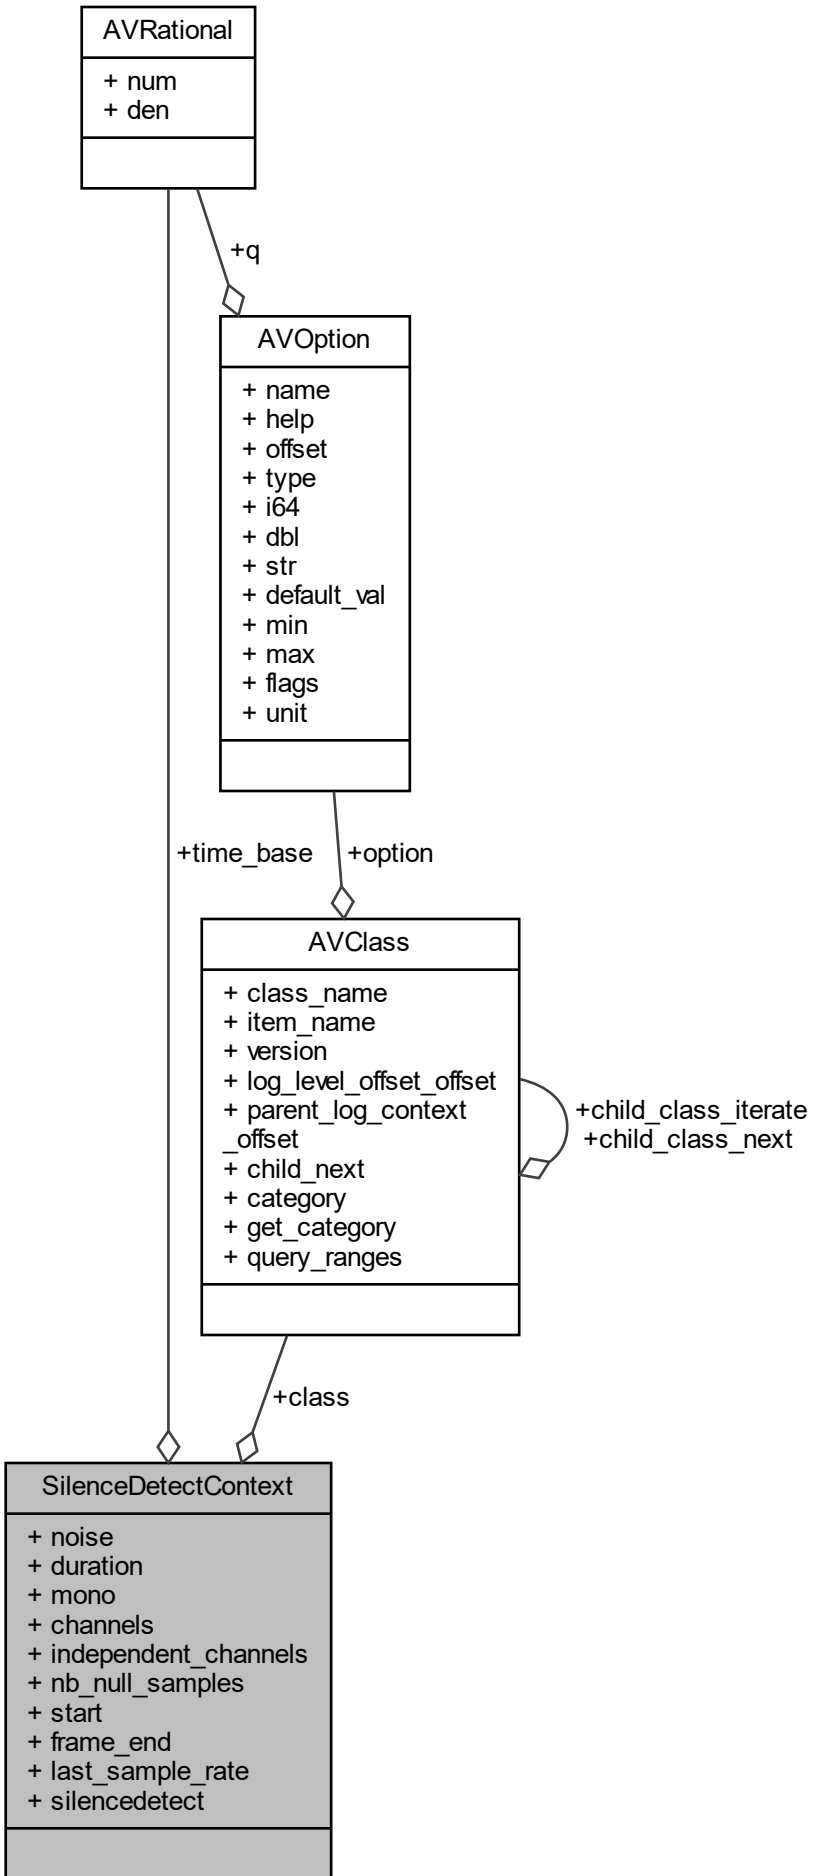 AVRational
+ num
+ den
+q
AVOption
+ name
+ help
+ offset
+ type
+ i64
+ dbl
+ str
+ default_val
+ min
+ max
+ flags
+ unit
+time_base
+option
AVClass
+ class_name
+ item_name
+ version
+ log_level_offset_offset
+ parent_log_context
_offset
+ child_next
+ category
+ get_category
+ query_ranges
+child_class_iterate
+child_class_next
+class
SilenceDetectContext
+ noise
+ duration
+ mono
+ channels
+ independent_channels
+ nb_null_samples
+ start
+ frame_end
+ last_sample_rate
+ silencedetect